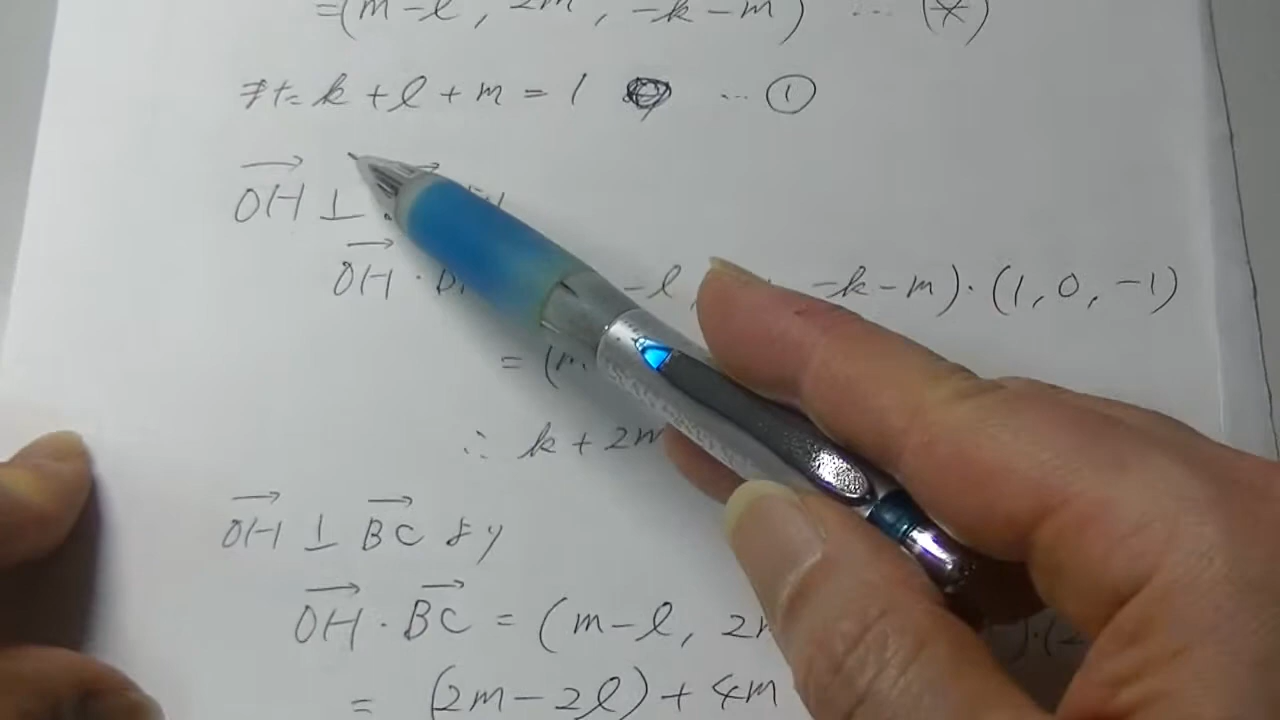 =(m-l, 2m, -k-m) … (*)
また k+l+m=1 … ①
OH ⊥
OH · -l, -k-m)·(1, 0, -1)
= (m
∴ k+2m
OH ⊥ BC より
OH · BC = (m-l, 2m )·(2
= (2m-2l)+4m